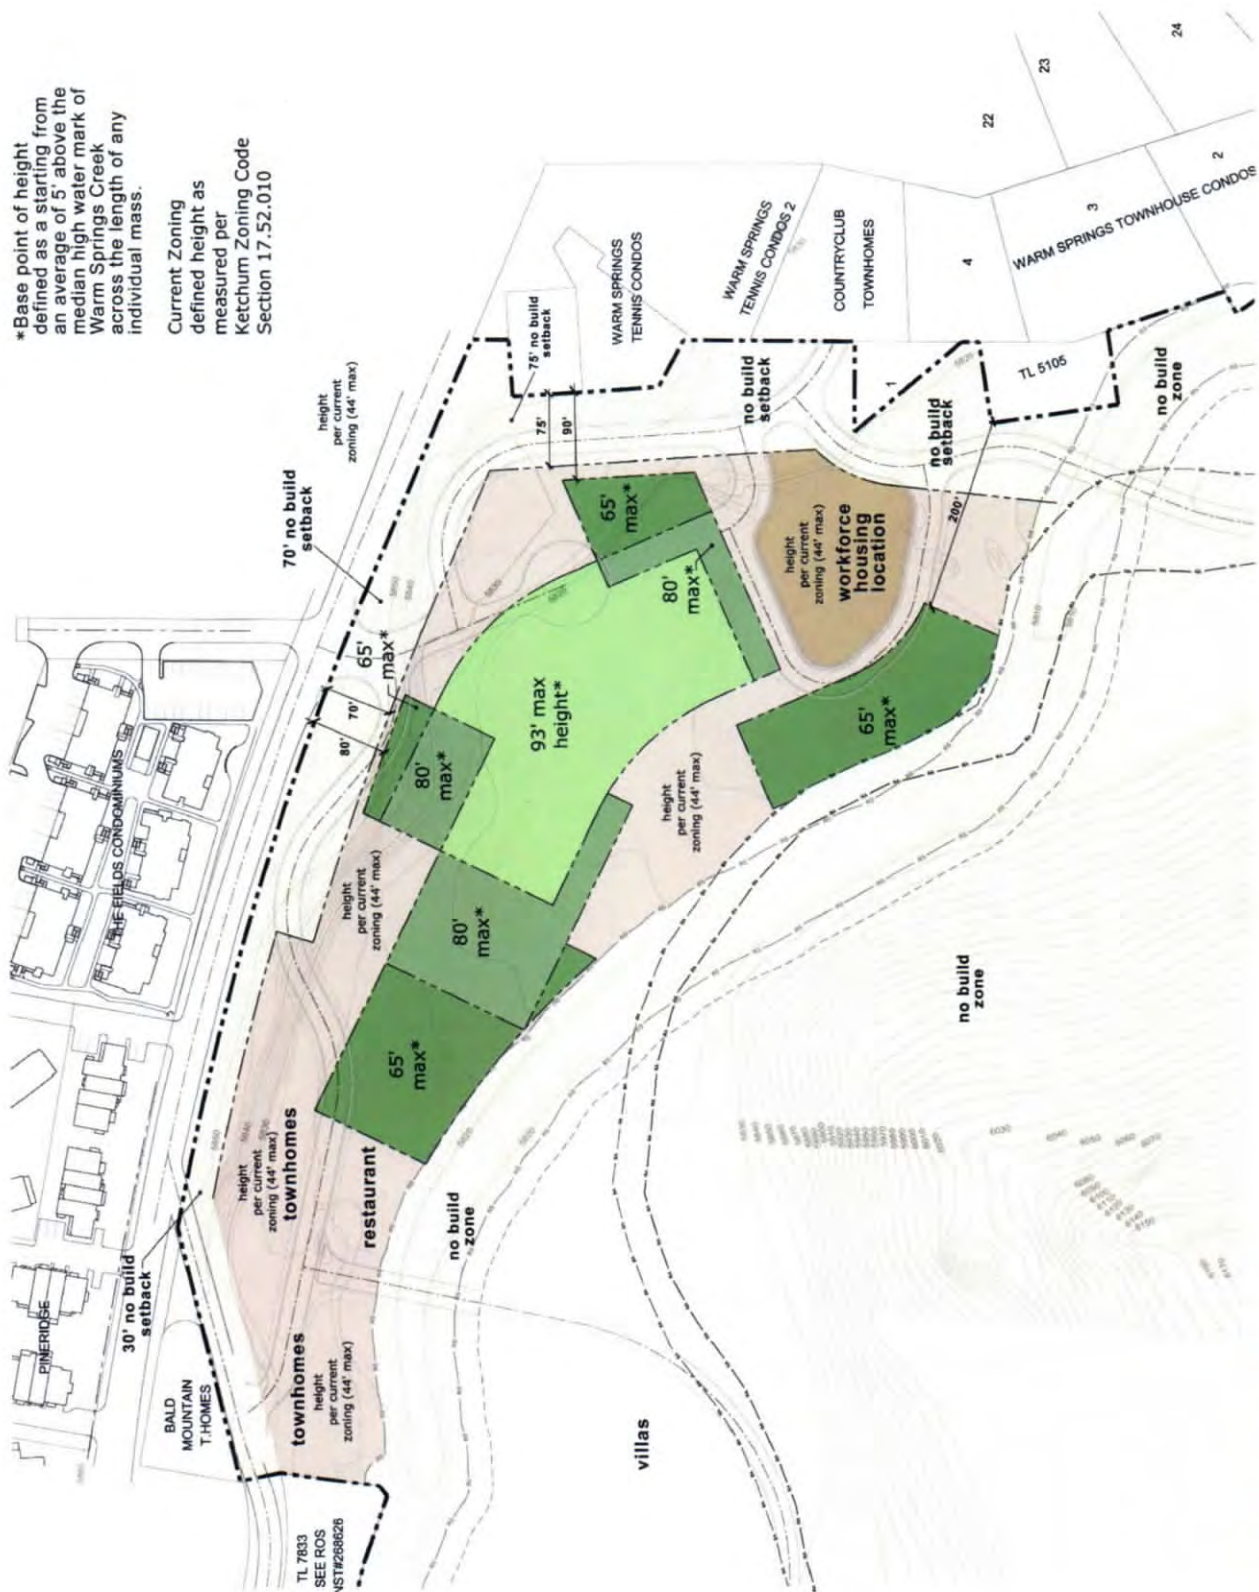 *Base point of height
defined as a starting from
an average of 5' above the
median high water mark of
Warm Springs Creek
across the length of any
individual mass.
Current Zoning
defined height as
measured per
Ketchum Zoning Code
Section 17.52.010
24
23
22
2
3
WARM SPRINGS TOWNHOUSE CONDOS
4
COUNTRYCLUB
TOWNHOMES
WARM SPRINGS
TENNIS CONDOS 2
WARM SPRINGS
TENNIS CONDOS
75' no build
setback
height
per current
zoning (44' max)
70' no build
setback
75'
90'
no build
setback
1
TL 5105
no build
zone
no build
setback
200'
65'
max*
80'
max*
height
per current
zoning (44' max)
workforce
housing
location
65'
max*
70'
80'
80'
max*
93' max
height*
height
per current
zoning (44' max)
65'
max*
THE FIELDS CONDOMINIUMS
height
per current
zoning (44' max)
80'
max*
65'
max*
no build
zone
height
per current
zoning (44' max)
townhomes
restaurant
no build
zone
30' no build
setback
PINERIDGE
BALD
MOUNTAIN
T.HOMES
townhomes
height
per current
zoning (44' max)
villas
TL 7833
SEE ROS
NST#268626